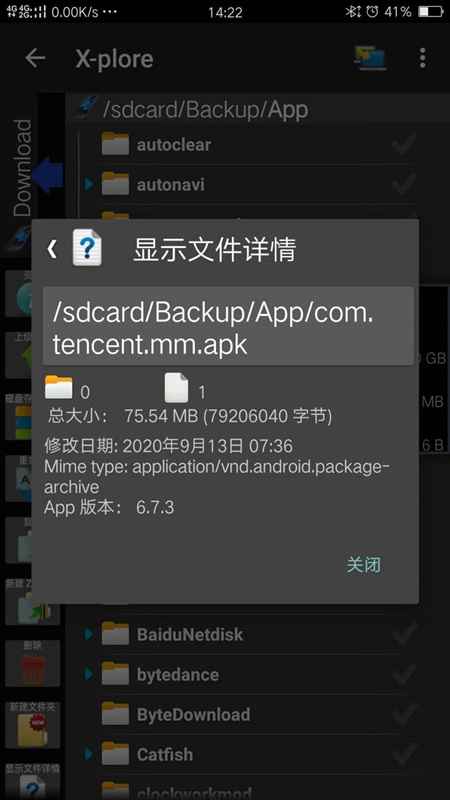 4G 4G 2G 0.00K/s ··· 14:22 41%
X-plore
/sdcard/Backup/App
Download
autoclear
autonavi
显示文件详情
/sdcard/Backup/App/com.
tencent.mm.apk
0 1
总大小： 75.54 MB (79206040 字节)
修改日期: 2020年9月13日 07:36
Mime type: application/vnd.android.package-
archive
App 版本： 6.7.3
关闭
GB
MB
6 B
BaiduNetdisk
bytedance
ByteDownload
Catfish
clockworkmod
删除
新建文件夹
NEW
显示文件详情